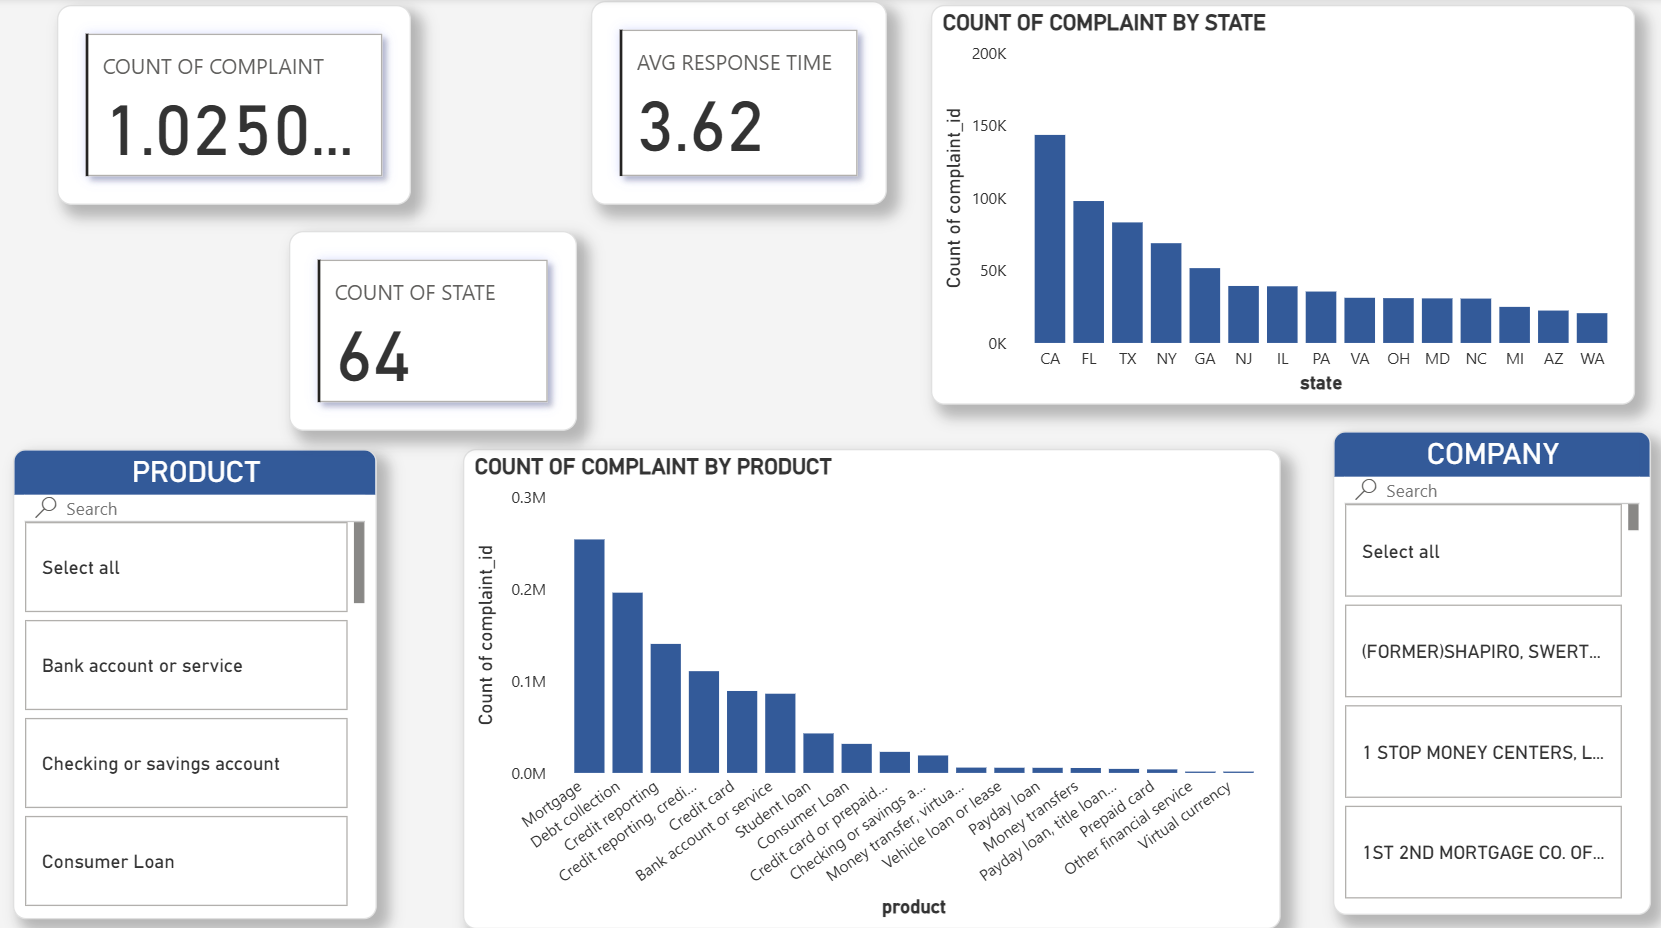 COUNT OF COMPLAINT
1.0250...
AVG RESPONSE TIME
3.62
COUNT OF STATE
64
COUNT OF COMPLAINT BY STATE
Count of complaint_id
200K
150K
100K
50K
0K
CA FL TX NY GA NJ IL PA VA OH MD NC MI AZ WA
state
PRODUCT
Search
Select all
Bank account or service
Checking or savings account
Consumer Loan
COUNT OF COMPLAINT BY PRODUCT
Count of complaint_id
0.3M
0.2M
0.1M
0.0M
Mortgage
Debt collection
Credit reporting
Credit reporting, credi...
Credit card
Bank account or service
Student loan
Consumer Loan
Credit card or prepaid...
Checking or savings a...
Money transfer, virtua...
Vehicle loan or lease
Payday loan
Money transfers
Payday loan, title loan...
Prepaid card
Other financial service
Virtual currency
product
COMPANY
Search
Select all
(FORMER)SHAPIRO, SWERT...
1 STOP MONEY CENTERS, L...
1ST 2ND MORTGAGE CO. OF...